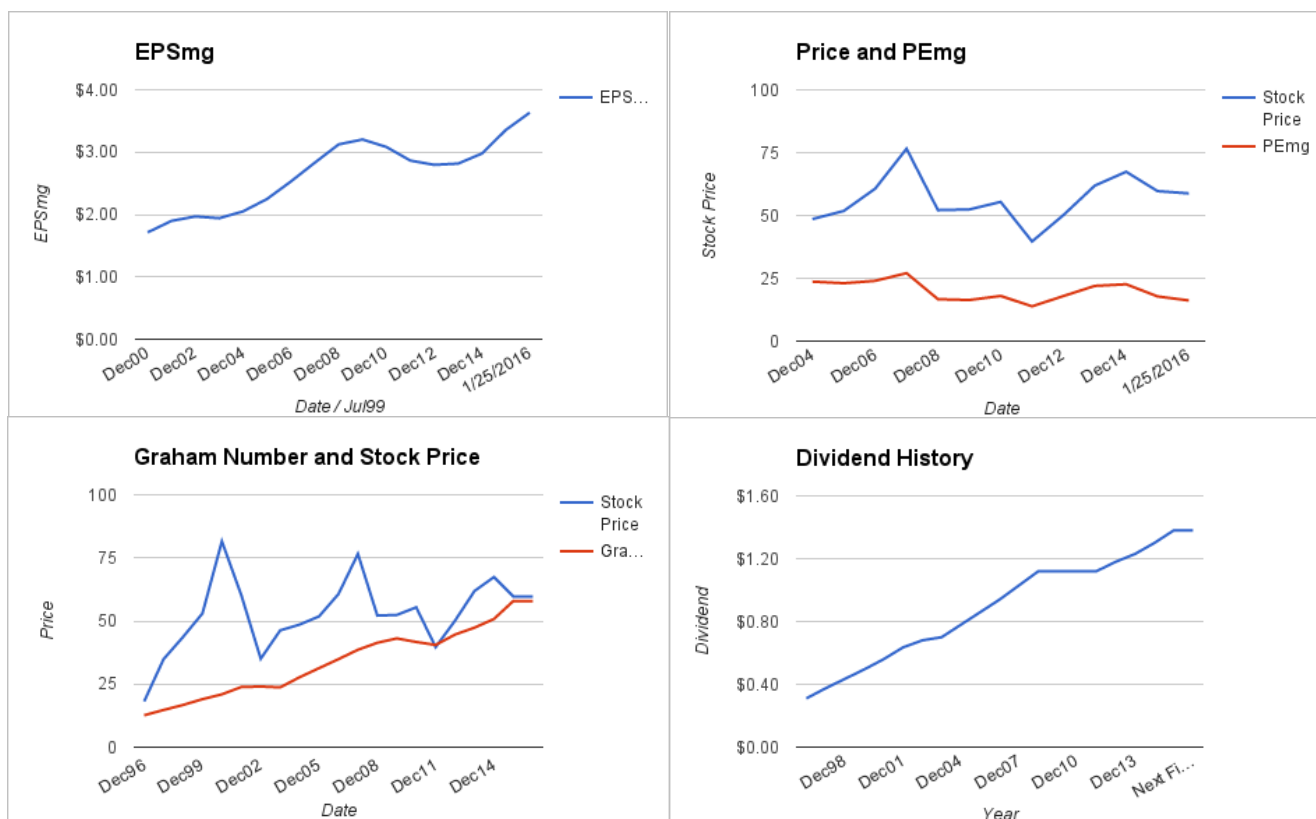 EPSmg
$4.00
$3.00
$2.00
$1.00
$0.00
EPSmg
EPS...
Dec00
Dec02
Dec04
Dec06
Dec08
Dec10
Dec12
Dec14
1/25/2016
Date / Jul99
Price and PEmg
100
75
50
25
0
Stock Price
Stock
Price
PEmg
Dec04
Dec06
Dec08
Dec10
Dec12
Dec14
1/25/2016
Date
Graham Number and Stock Price
100
75
50
25
0
Price
Stock
Price
Gra...
Dec96
Dec99
Dec02
Dec05
Dec08
Dec11
Dec14
Date
Dividend History
$1.60
$1.20
$0.80
$0.40
$0.00
Dividend
Dec98
Dec01
Dec04
Dec07
Dec10
Dec13
Next Fi...
Year